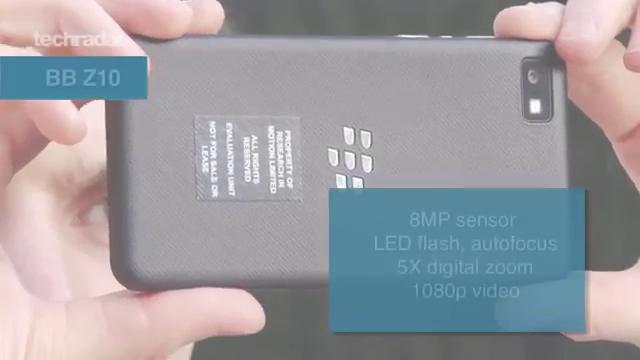 techradar
BB Z10
PROPERTY OF
RESEARCH IN
MOTION LIMITED
ALL RIGHTS
RESERVED
EVALUATION UNIT
NOT FOR SALE OR
LEASE
8MP sensor
LED flash, autofocus
5X digital zoom
1080p video